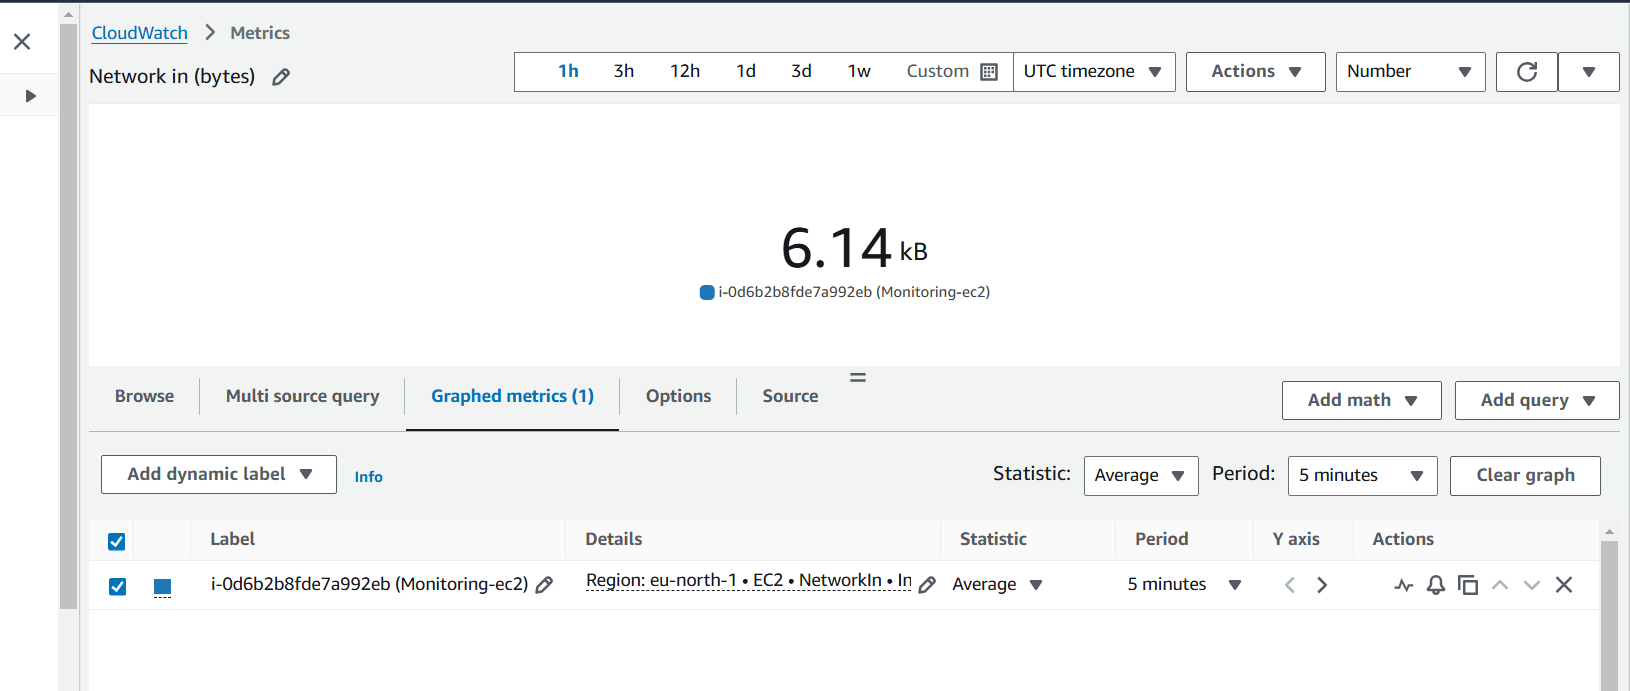 CloudWatch > Metrics
Network in (bytes)
1h 3h 12h 1d 3d 1w Custom UTC timezone Actions Number
6.14 kB
i-0d6b2b8fde7a992eb (Monitoring-ec2)
Browse Multi source query Graphed metrics (1) Options Source Add math Add query
Add dynamic label Info Statistic: Average Period: 5 minutes Clear graph
Label Details Statistic Period Y axis Actions
i-0d6b2b8fde7a992eb (Monitoring-ec2) Region: eu-north-1 • EC2 • NetworkIn • In Average 5 minutes